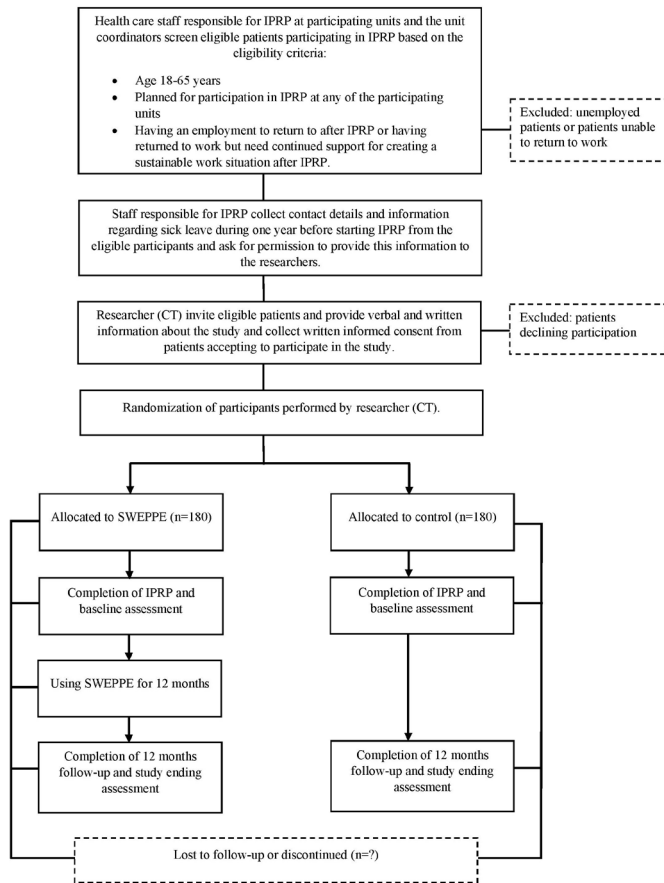 Health care staff responsible for IPRP at participating units and the unit
coordinators screen eligible patients participating in IPRP based on the
eligibility criteria:
• Age 18-65 years
• Planned for participation in IPRP at any of the participating
units
• Having an employment to return to after IPRP or having
returned to work but need continued support for creating a
sustainable work situation after IPRP.
Excluded: unemployed
patients or patients unable
to return to work
Staff responsible for IPRP collect contact details and information
regarding sick leave during one year before starting IPRP from the
eligible participants and ask for permission to provide this information to
the researchers.
Researcher (CT) invite eligible patients and provide verbal and written
information about the study and collect written informed consent from
patients accepting to participate in the study.
Excluded: patients
declining participation
Randomization of participants performed by researcher (CT).
Allocated to SWEPPE (n=180)
Allocated to control (n=180)
Completion of IPRP and
baseline assessment
Completion of IPRP and
baseline assessment
Using SWEPPE for 12 months
Completion of 12 months
follow-up and study ending
assessment
Completion of 12 months
follow-up and study ending
assessment
Lost to follow-up or discontinued (n=?)